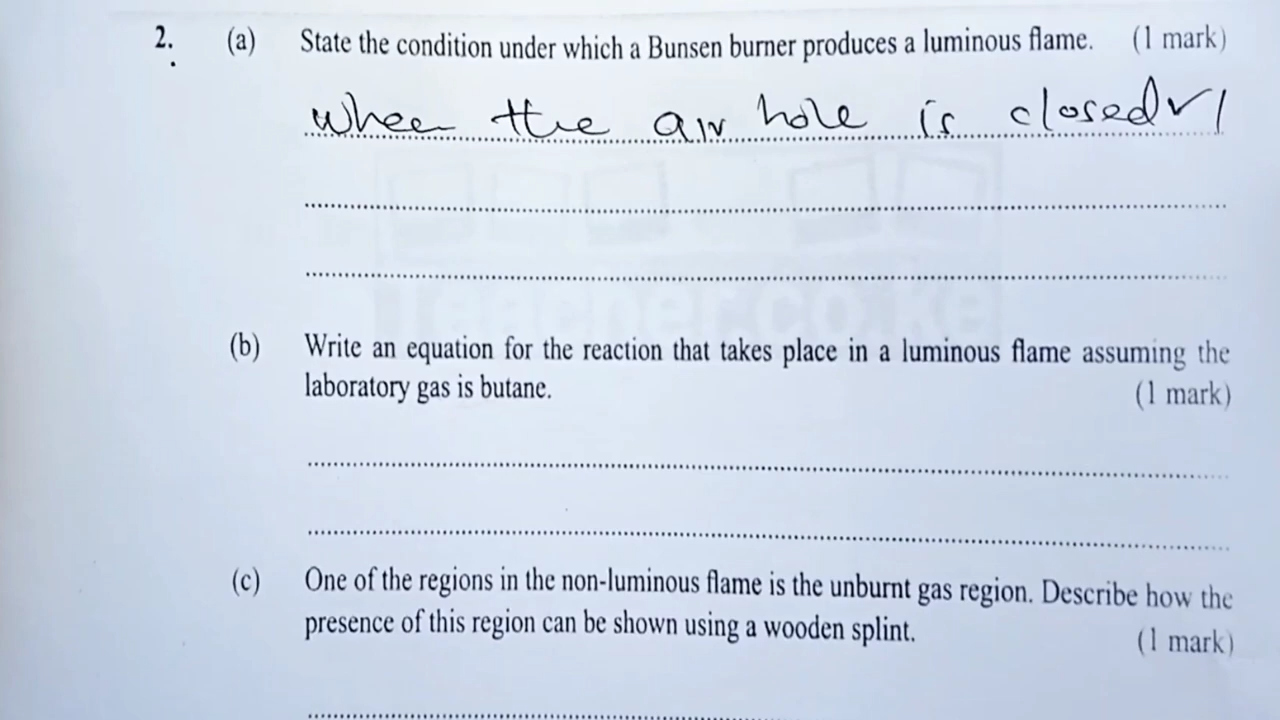 2. (a) State the condition under which a Bunsen burner produces a luminous flame. (1 mark)
When the air hole is closed ✓1
Teacher.co.ke
(b) Write an equation for the reaction that takes place in a luminous flame assuming the
laboratory gas is butane. (1 mark)
(c) One of the regions in the non-luminous flame is the unburnt gas region. Describe how the
presence of this region can be shown using a wooden splint. (1 mark)